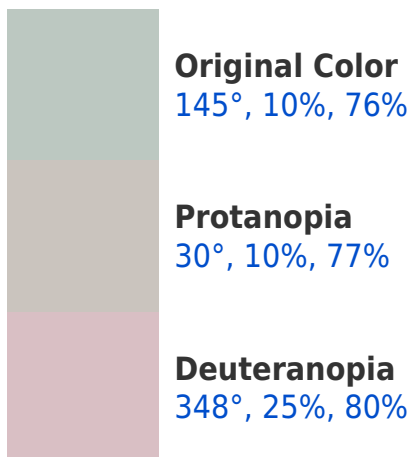 Original Color
145°, 10%, 76%
Protanopia
30°, 10%, 77%
Deuteranopia
348°, 25%, 80%